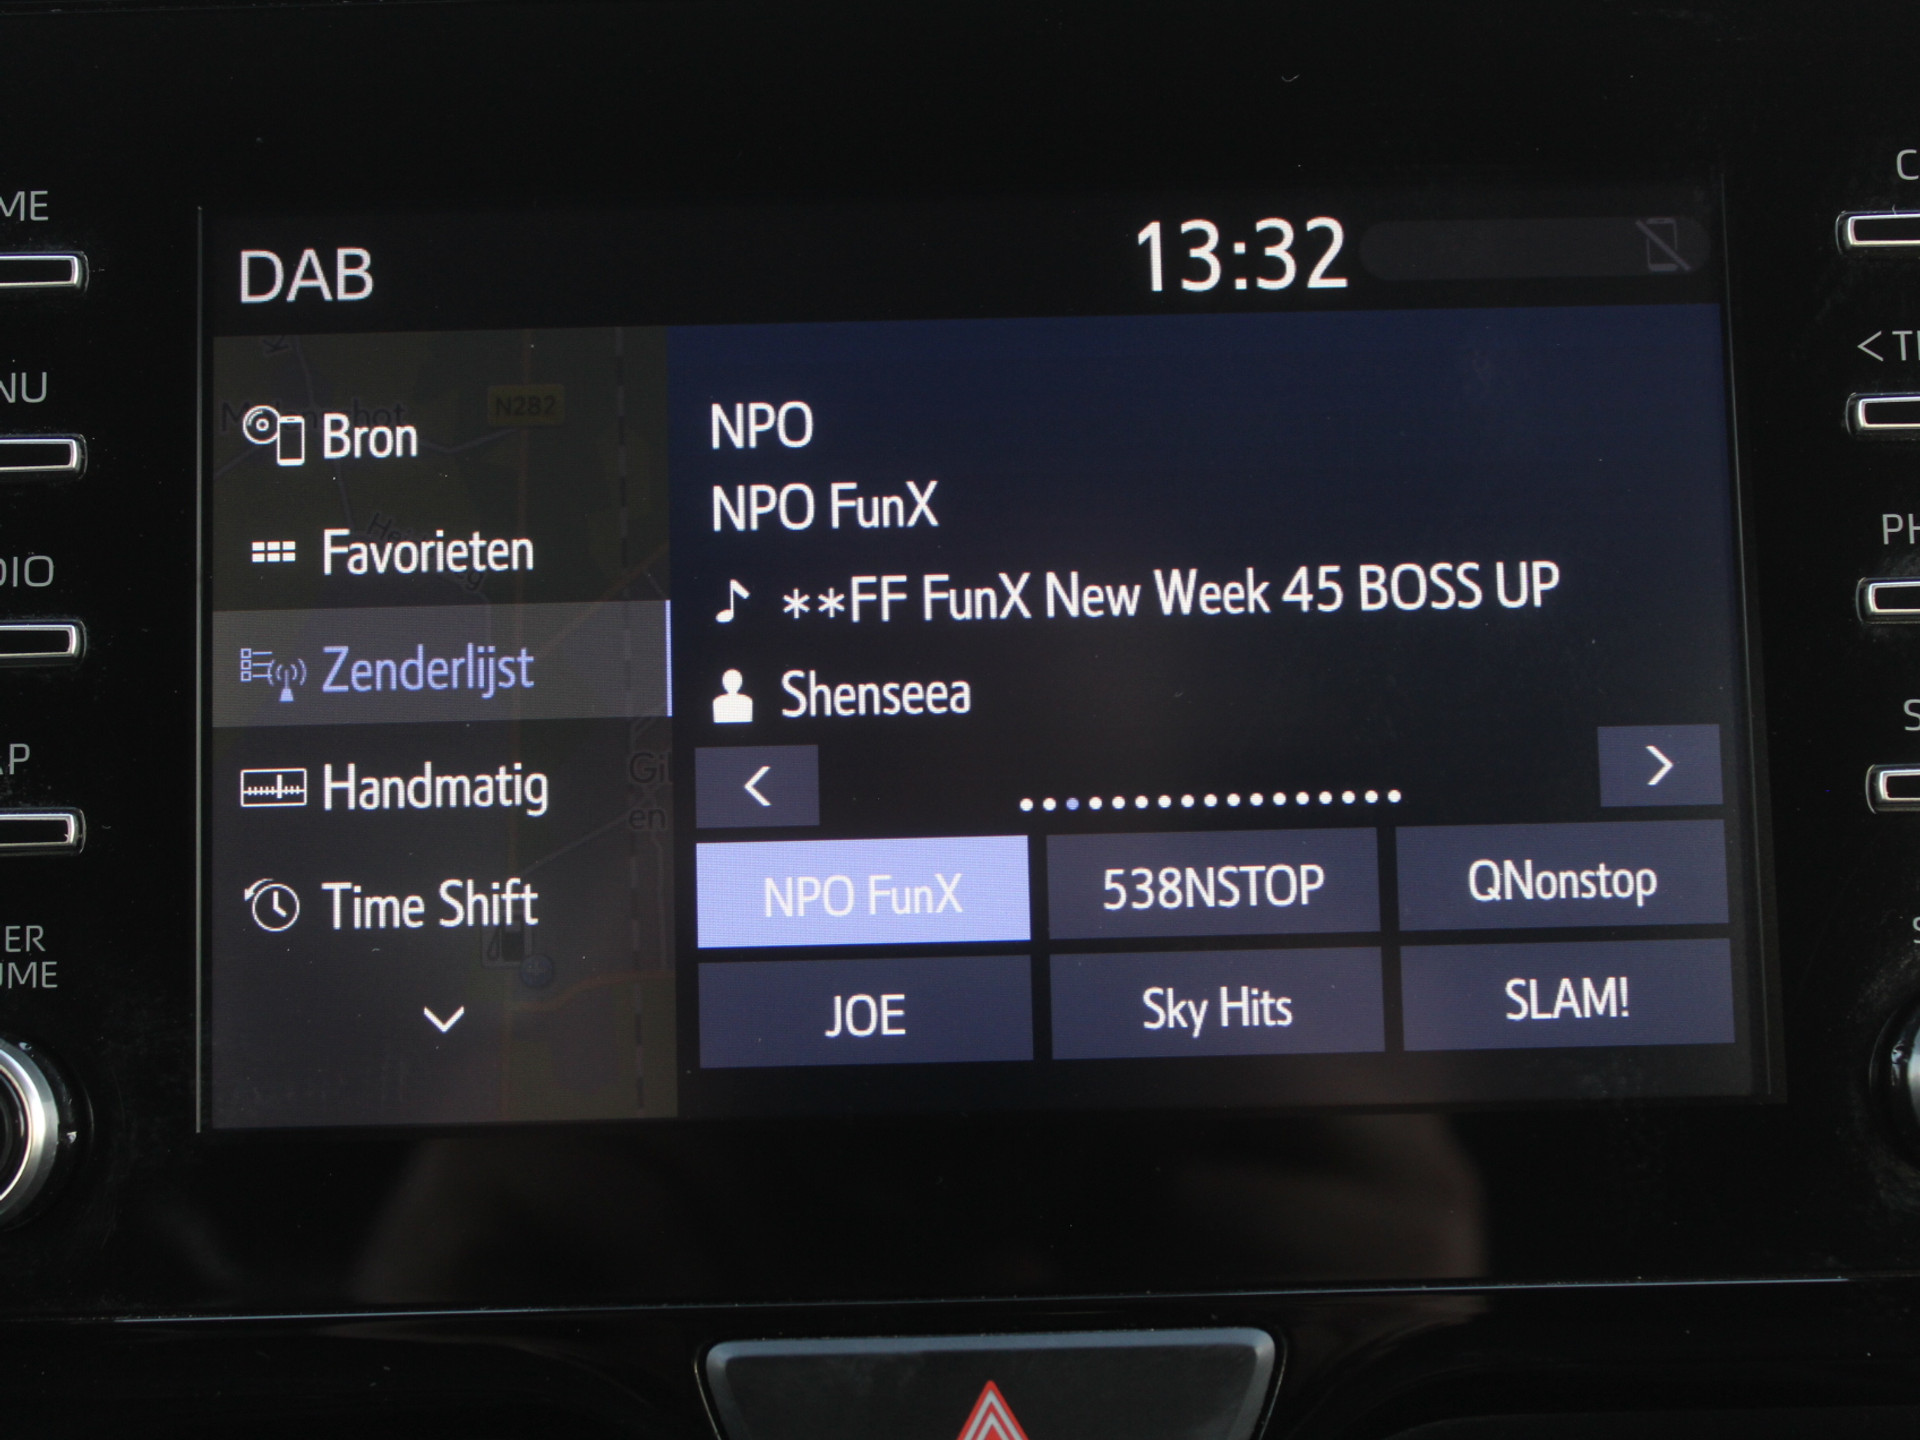 DAB
13:32
N282
Bron
Favorieten
Zenderlijst
Handmatig
Time Shift
NPO
NPO FunX
**FF FunX New Week 45 BOSS UP
Shenseea
NPO FunX
538NSTOP
QNonstop
JOE
Sky Hits
SLAM!